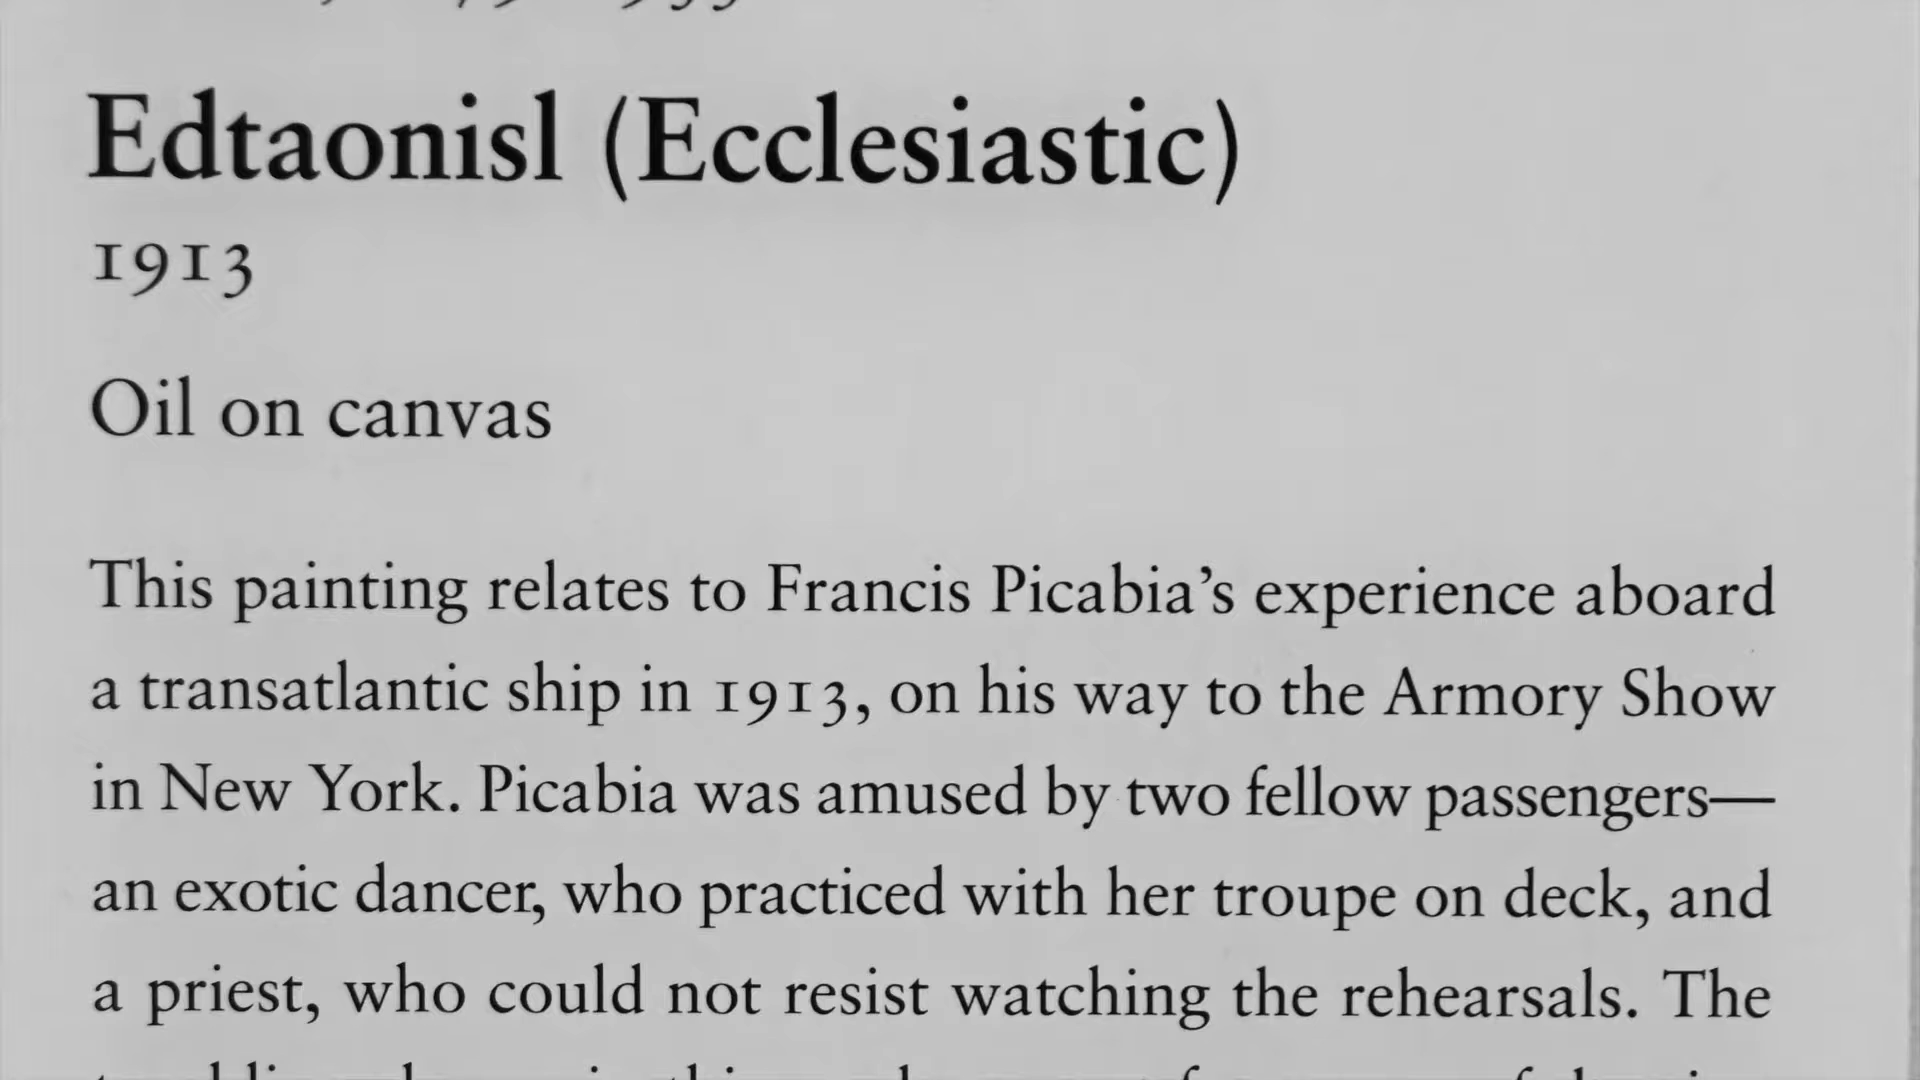 Edtaonisl (Ecclesiastic)
1913
Oil on canvas
This painting relates to Francis Picabia’s experience aboard
a transatlantic ship in 1913, on his way to the Armory Show
in New York. Picabia was amused by two fellow passengers—
an exotic dancer, who practiced with her troupe on deck, and
a priest, who could not resist watching the rehearsals. The